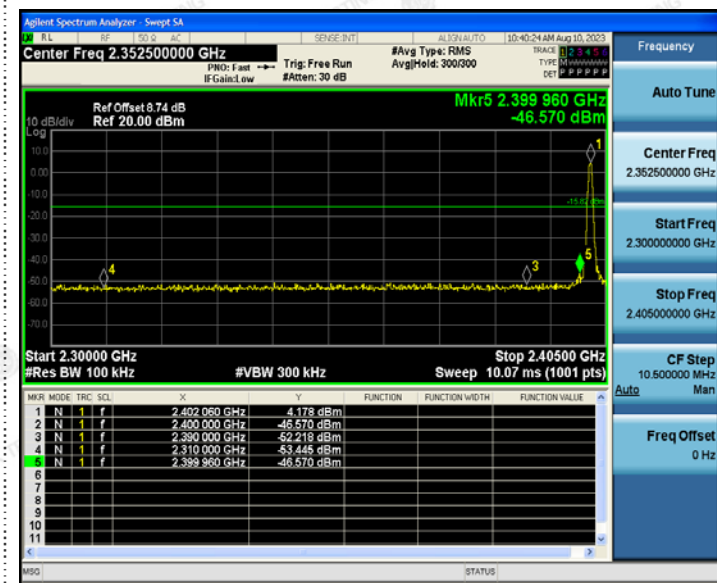 Agilent Spectrum Analyzer - Swept SA
RL RF 50 Ω AC SENSE:INT ALIGN AUTO 10:40:24 AM Aug 10, 2023
Center Freq 2.352500000 GHz #Avg Type: RMS TRACE 1 2 3 4 5 6
PNO: Fast Trig: Free Run Avg|Hold: 300/300 TYPE M
IFGain:Low #Atten: 30 dB DET P P P P P P
Mkr5 2.399 960 GHz
Ref Offset 8.74 dB
10 dB/div Ref 20.00 dBm -46.570 dBm
Log
10.0
0.00
-10.0
-15.82 dBm
-20.0
-30.0
-40.0
-50.0
-60.0
-70.0
1
5
4
3
Start 2.30000 GHz Stop 2.40500 GHz
#Res BW 100 kHz #VBW 300 kHz Sweep 10.07 ms (1001 pts)
MKR MODE TRC SCL X Y FUNCTION FUNCTION WIDTH FUNCTION VALUE
1 N 1 f 2.402 060 GHz 4.178 dBm
2 N 1 f 2.400 000 GHz -46.570 dBm
3 N 1 f 2.390 000 GHz -52.218 dBm
4 N 1 f 2.310 000 GHz -53.445 dBm
5 N 1 f 2.399 960 GHz -46.570 dBm
6
7
8
9
10
11
MSG STATUS
Frequency
Auto Tune
Center Freq
2.352500000 GHz
Start Freq
2.300000000 GHz
Stop Freq
2.405000000 GHz
CF Step
10.500000 MHz
Auto Man
Freq Offset
0 Hz